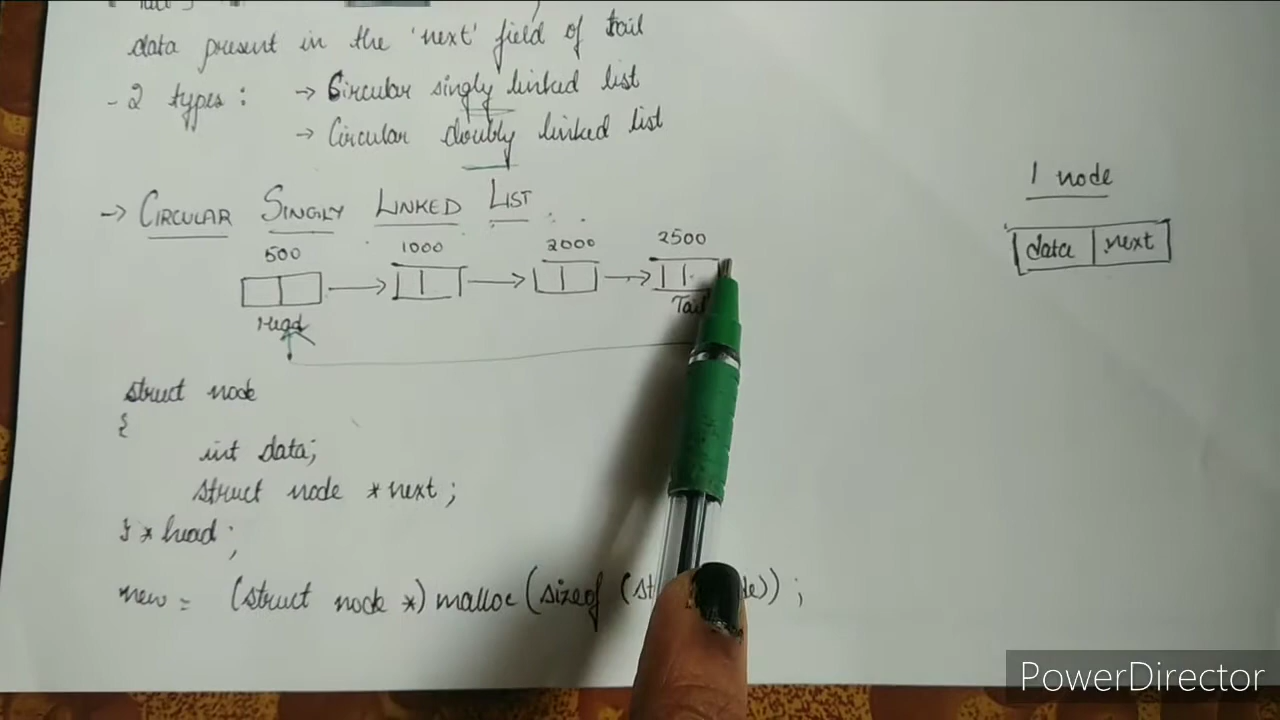 data present in the 'next' field of tail
- 2 types : → Circular singly linked list
→ Circular doubly linked list
→ CIRCULAR SINGLY LINKED LIST
500 1000 2000 2500
Head
Tail
struct node
{
int data;
struct node *next;
} * head;
new = (struct node *) malloc (sizeof (
));
1 node
data next
PowerDirector